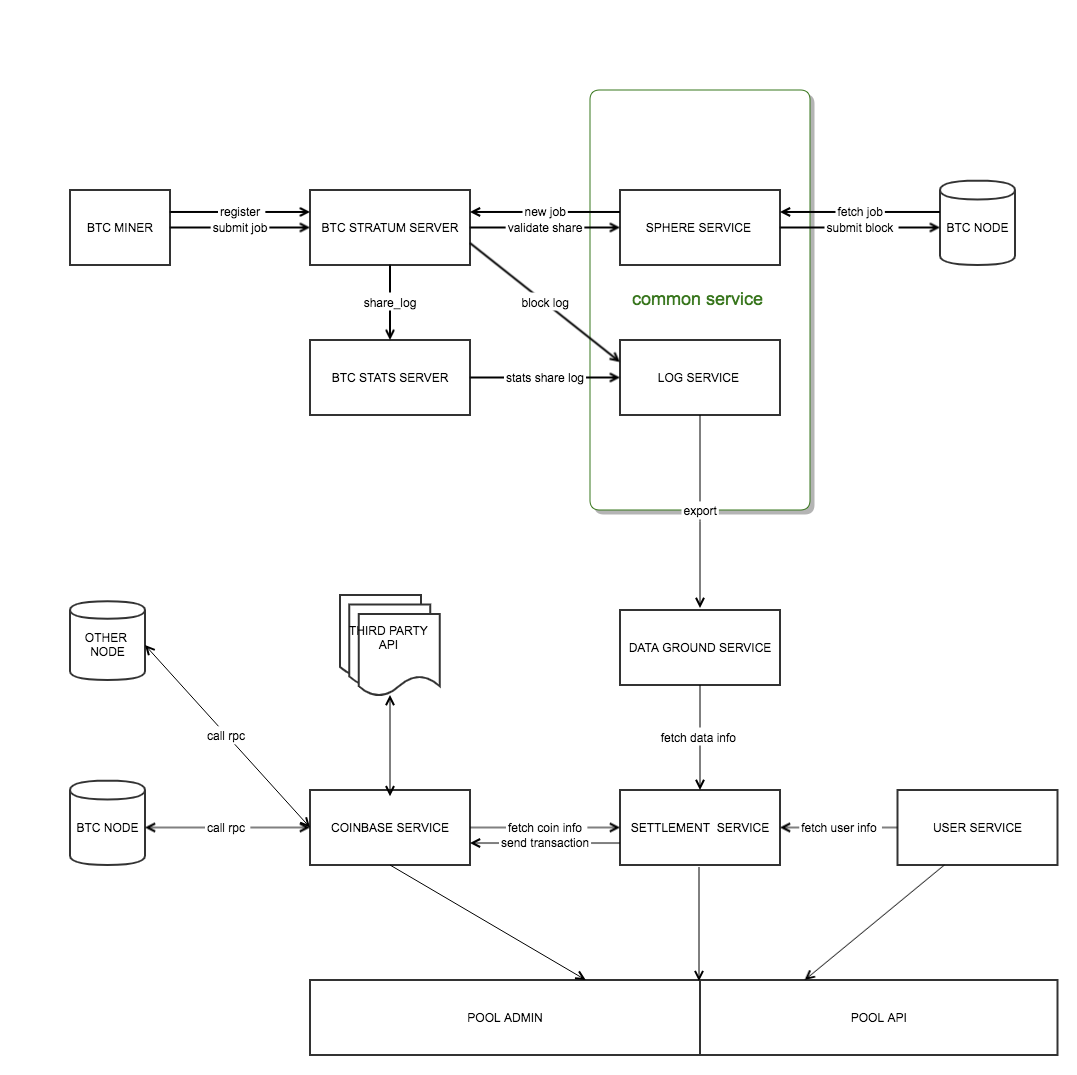 register
new job
fetch job
BTC MINER
submit job
BTC STRATUM SERVER
validate share
SPHERE SERVICE
submit block
BTC NODE
common service
share_log
block log
BTC STATS SERVER
stats share log
LOG SERVICE
export
OTHER
NODE
THIRD PARTY
API
DATA GROUND SERVICE
call rpc
fetch data info
BTC NODE
call rpc
COINBASE SERVICE
fetch coin info
send transaction
SETTLEMENT  SERVICE
fetch user info
USER SERVICE
POOL ADMIN
POOL API